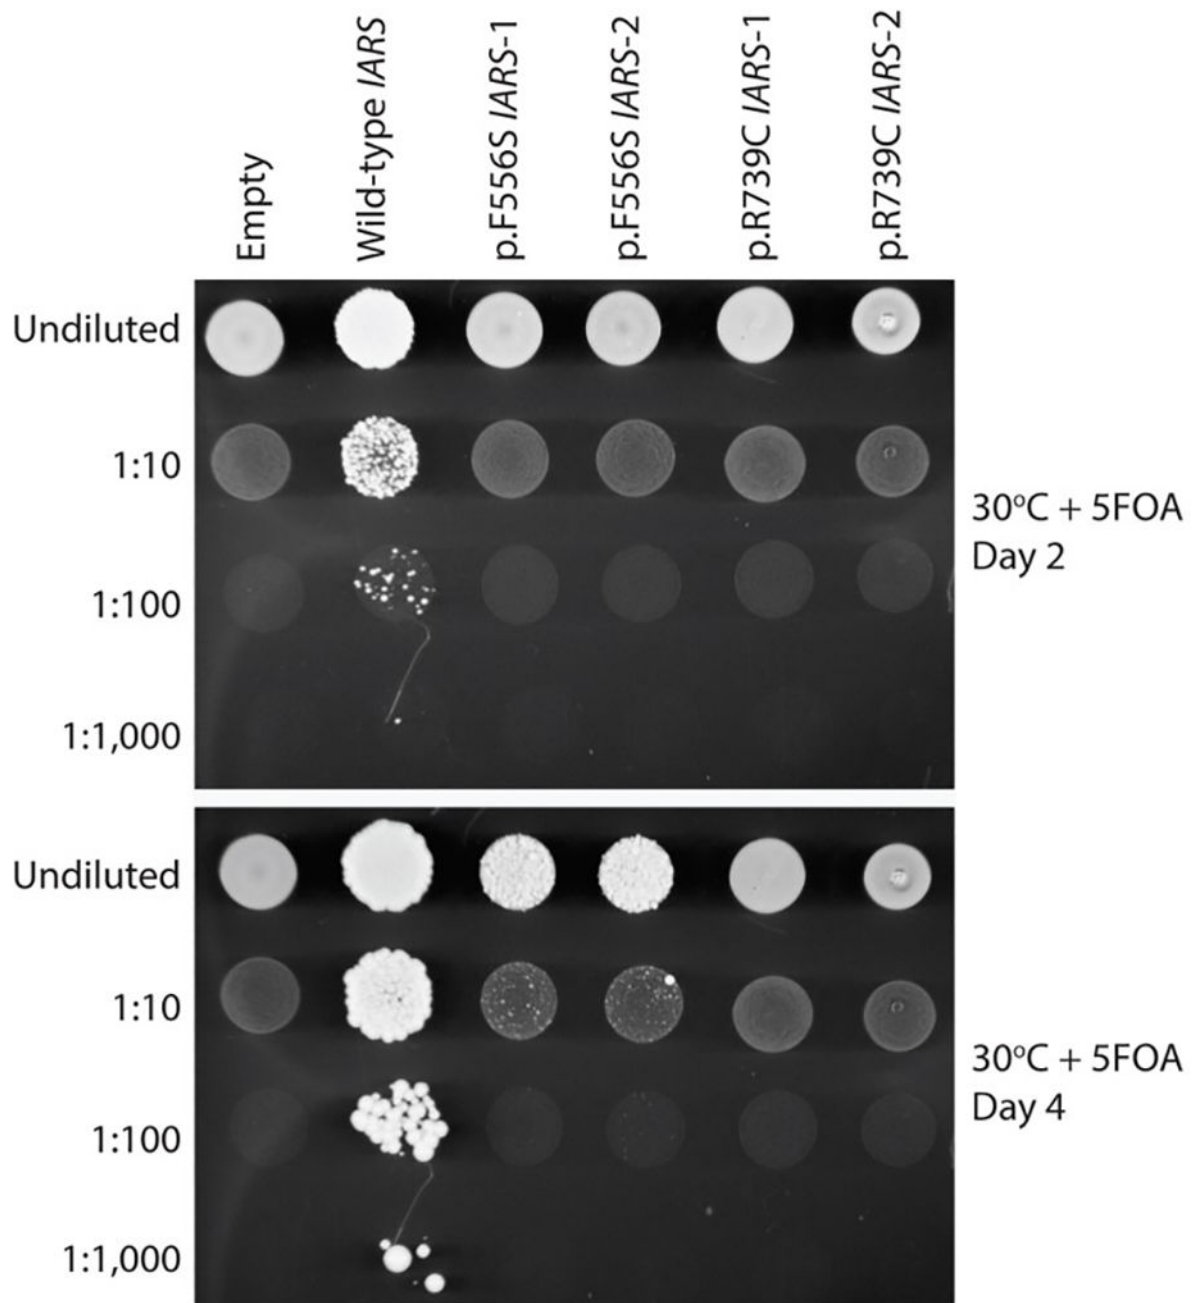 Empty
Wild-type IARS
p.F556S IARS-1
p.F556S IARS-2
p.R739C IARS-1
p.R739C IARS-2
Undiluted
1:10
1:100
1:1,000
30°C + 5FOA
Day 2
Undiluted
1:10
1:100
1:1,000
30°C + 5FOA
Day 4